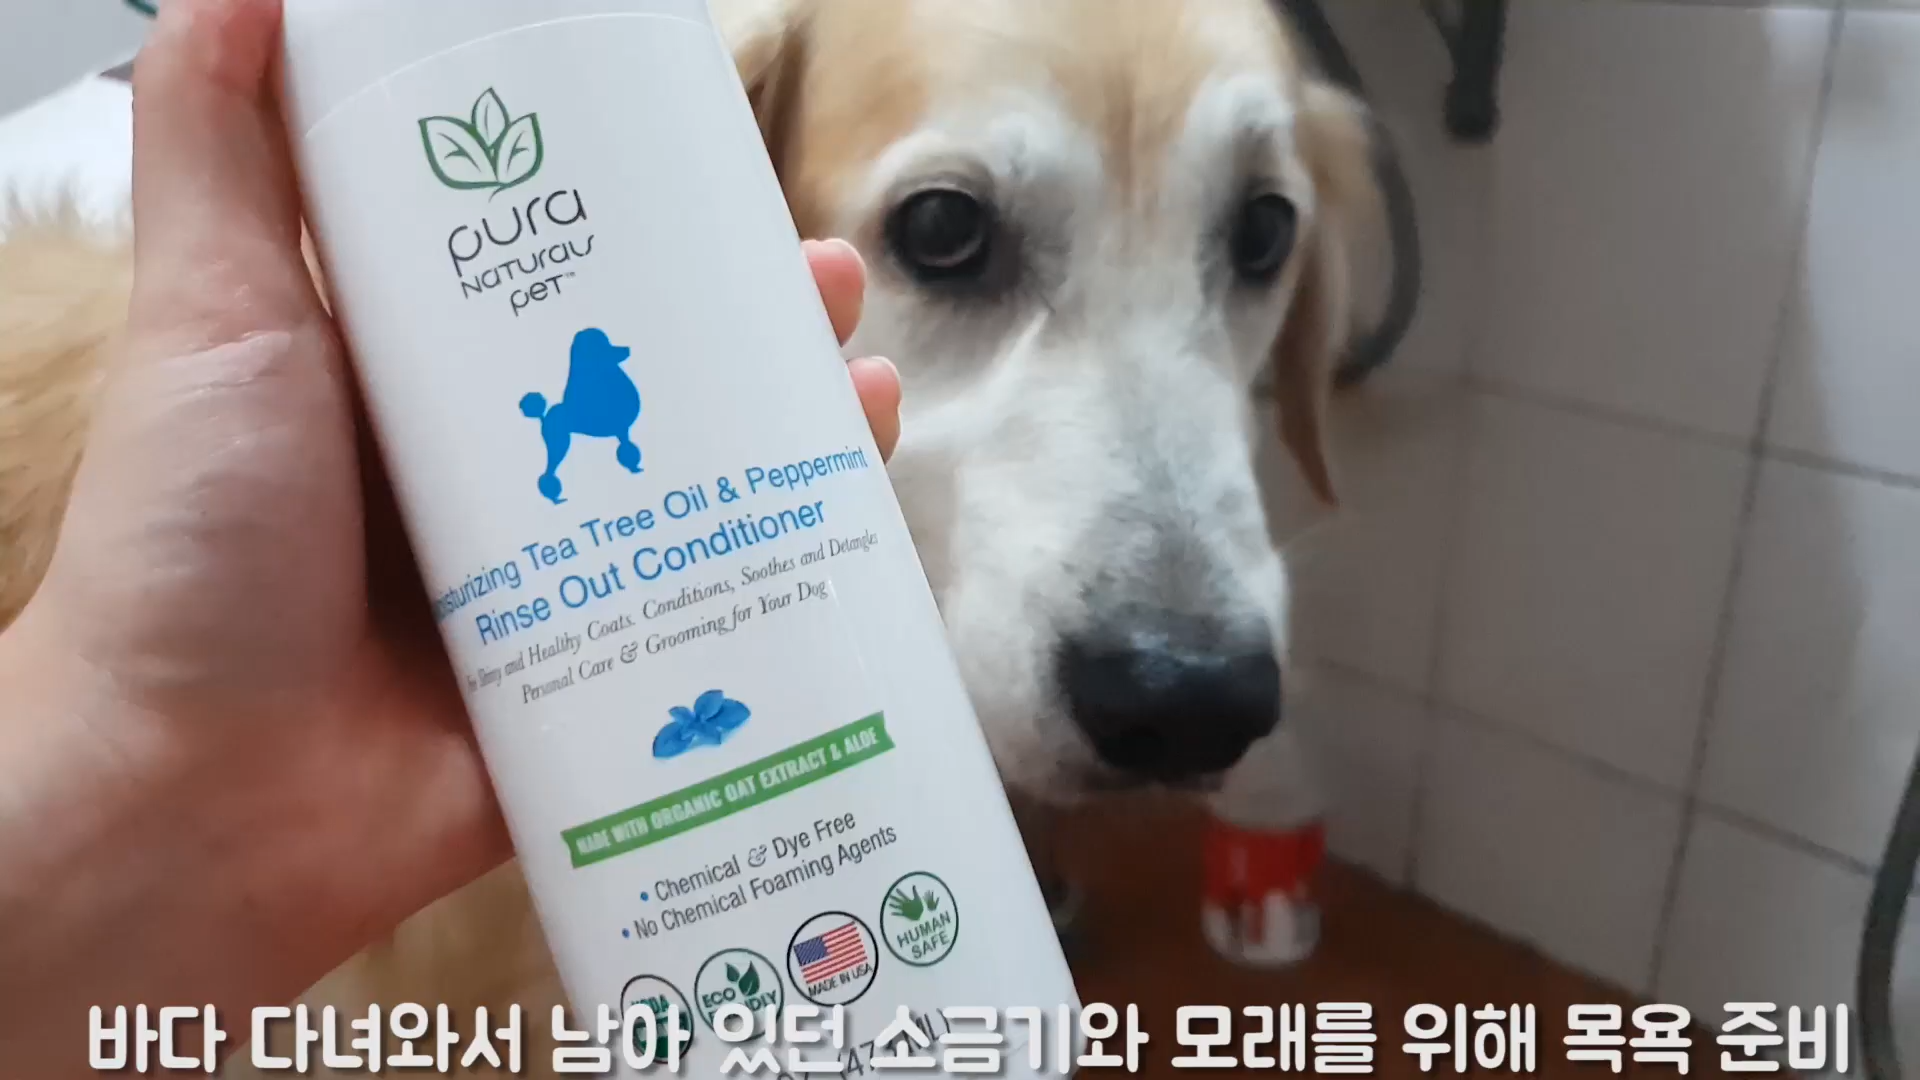 pura
NATURALS
PET™
Tea Tree Oil & Peppermint
Rinse Out Conditioner
Shiny and Healthy Coats. Conditions, Soothes and Detangles
Personal Care & Grooming for Your Dog
MADE WITH ORGANIC OAT EXTRACT & ALOE
• Chemical & Dye Free
• No Chemical Foaming Agents
ECO
MADE IN USA
HUMAN
SAFE
바다 다녀와서 남아 있던 소금기와 모래를 위해 목욕 준비